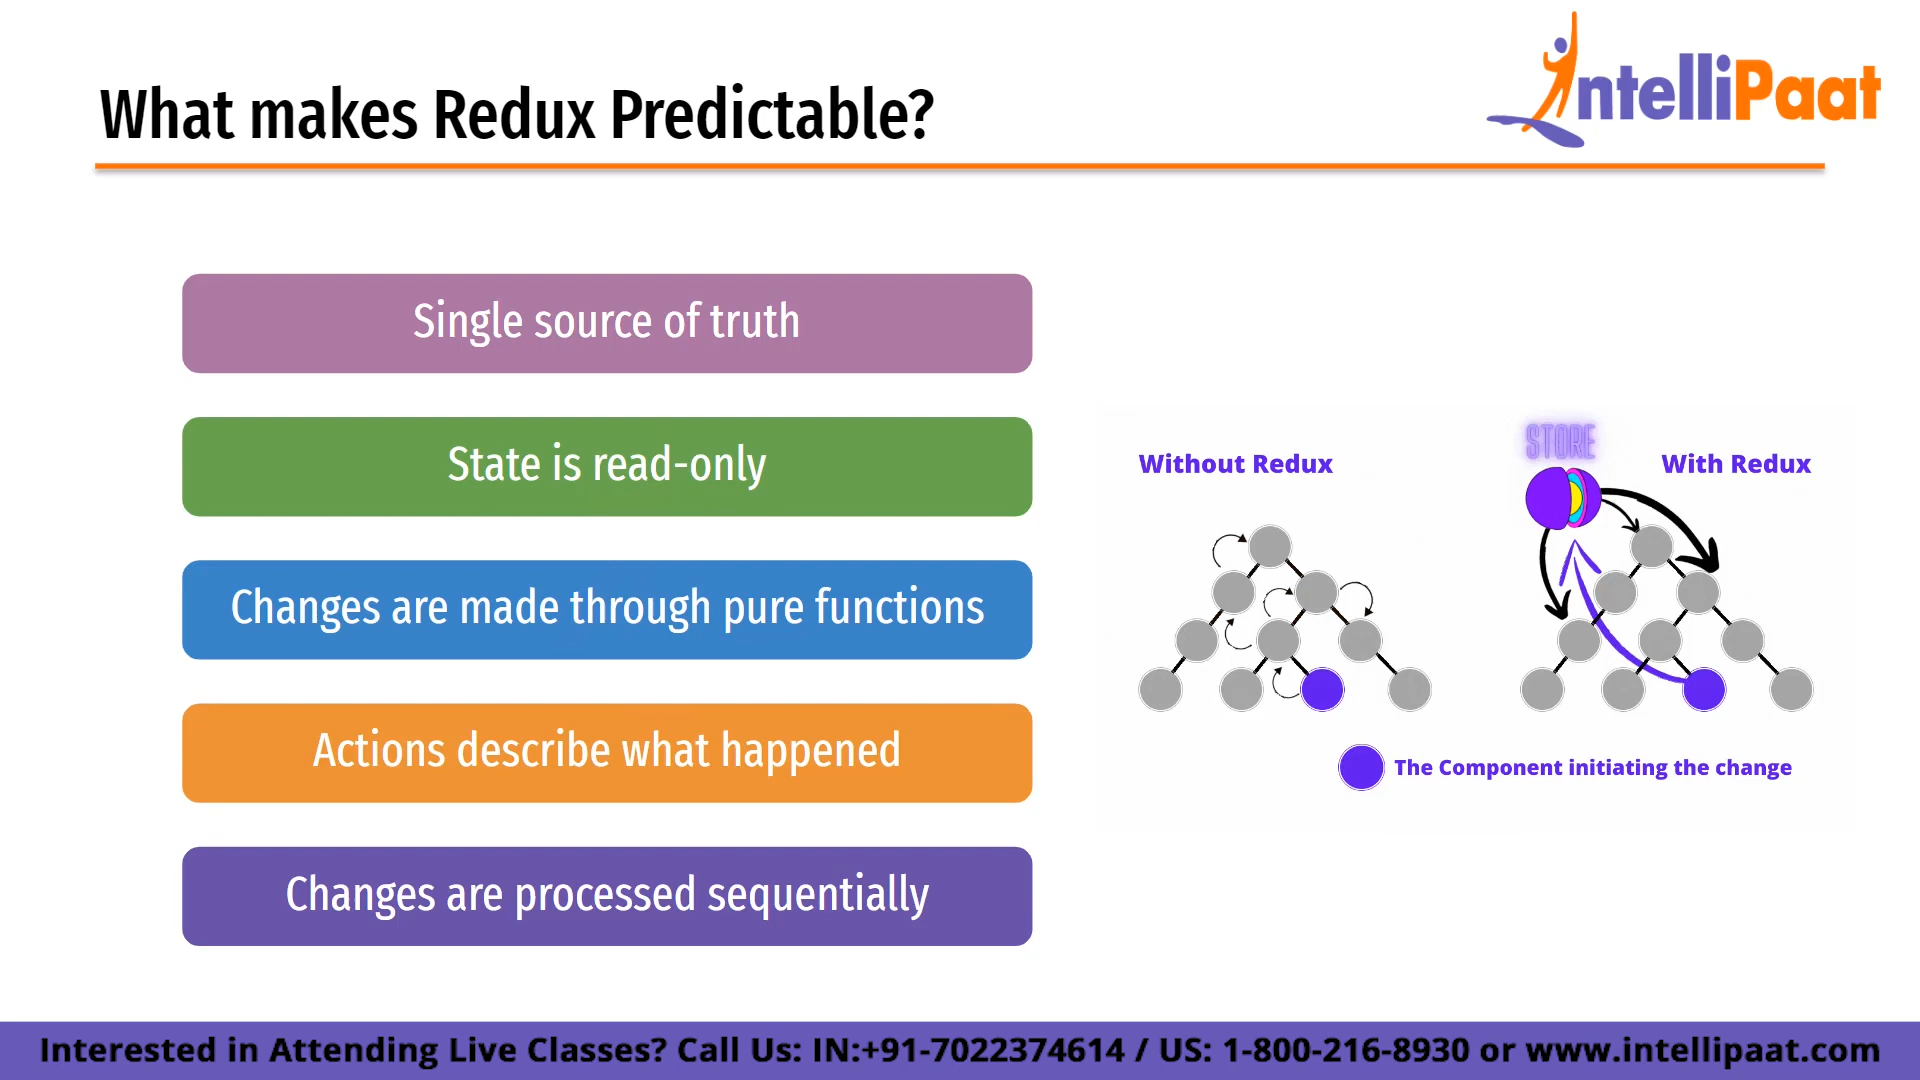 What makes Redux Predictable?
IntelliPaat
Single source of truth
State is read-only
Changes are made through pure functions
Actions describe what happened
Changes are processed sequentially
Without Redux
STORE
With Redux
The Component initiating the change
Interested in Attending Live Classes? Call Us: IN:+91-7022374614 / US: 1-800-216-8930 or www.intellipaat.com